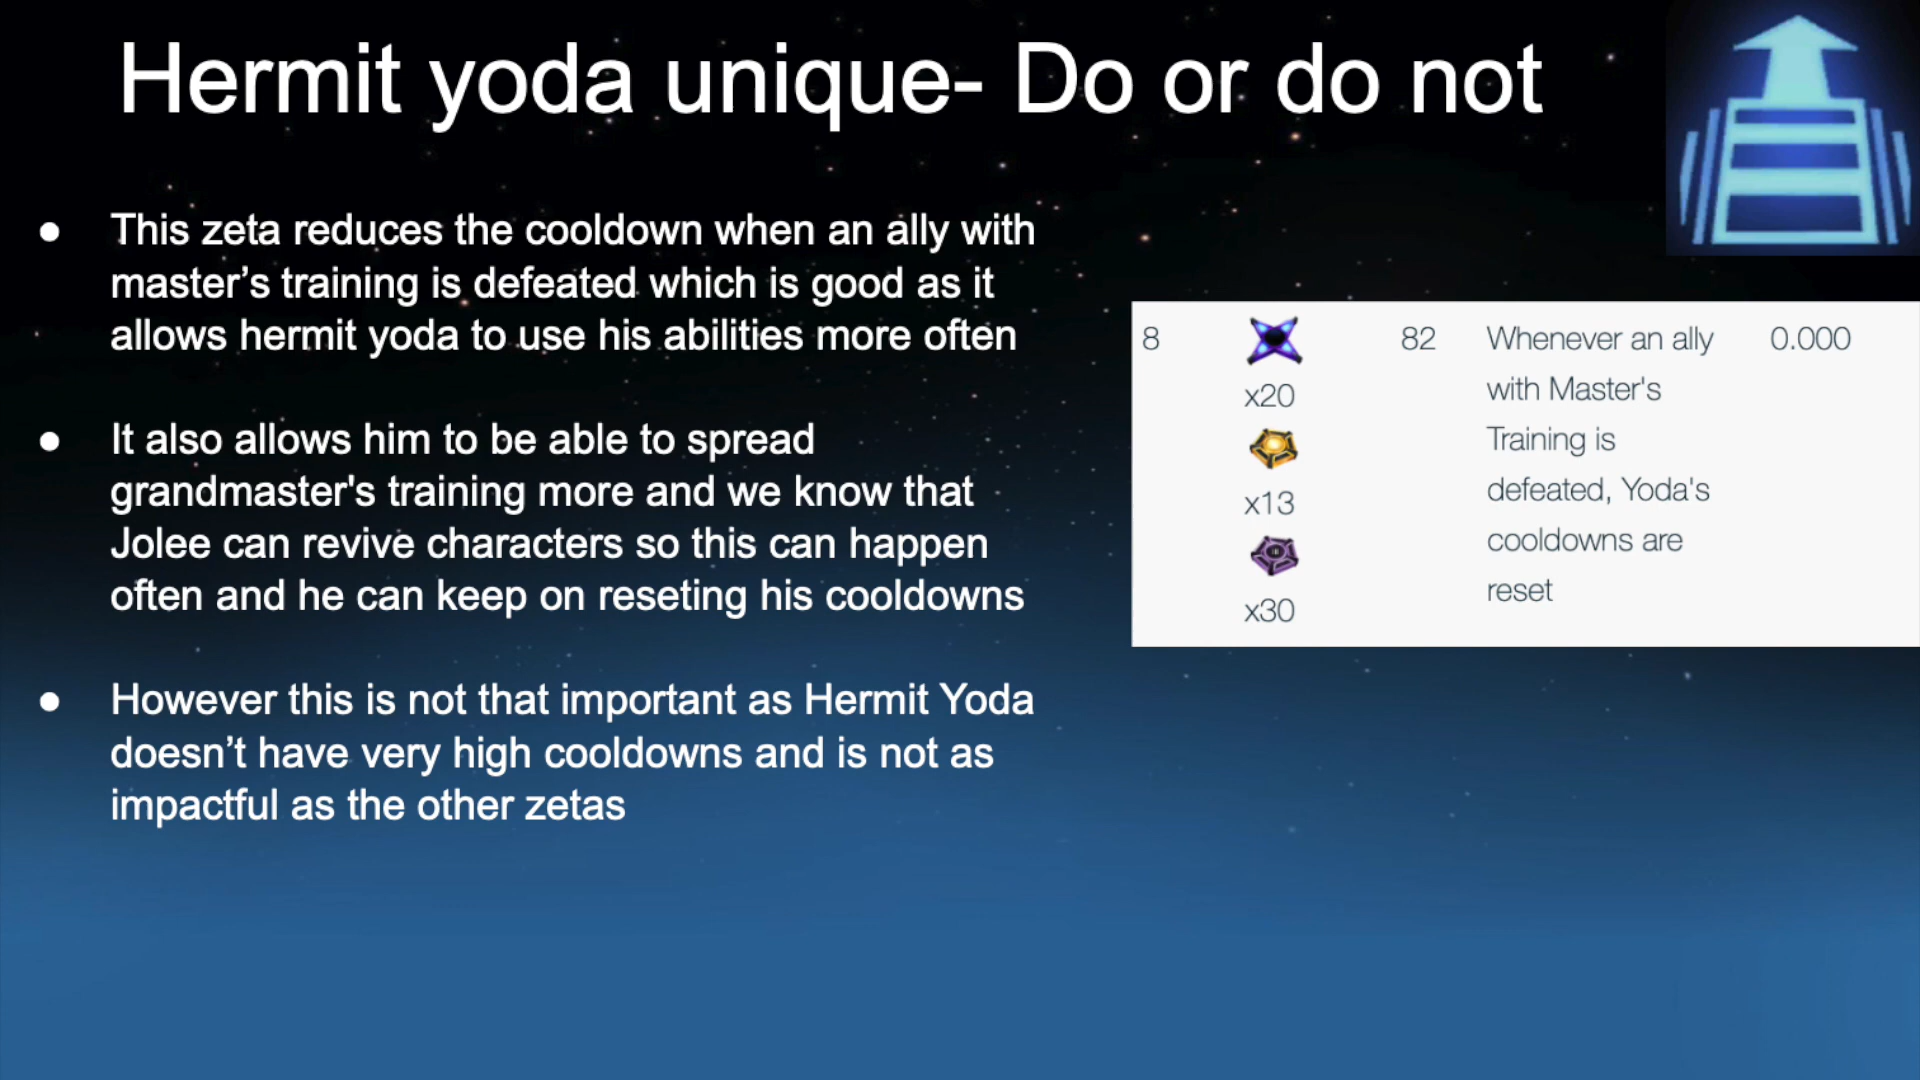 Hermit yoda unique- Do or do not
This zeta reduces the cooldown when an ally with
master’s training is defeated which is good as it
allows hermit yoda to use his abilities more often
It also allows him to be able to spread
grandmaster's training more and we know that
Jolee can revive characters so this can happen
often and he can keep on reseting his cooldowns
However this is not that important as Hermit Yoda
doesn’t have very high cooldowns and is not as
impactful as the other zetas
8
x20
x13
x30
82
Whenever an ally
with Master's
Training is
defeated, Yoda's
cooldowns are
reset
0.000